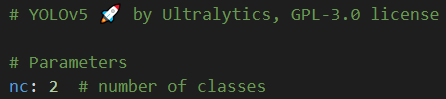 # YOLOv5 🚀 by Ultralytics, GPL-3.0 license
# Parameters
nc: 2  # number of classes